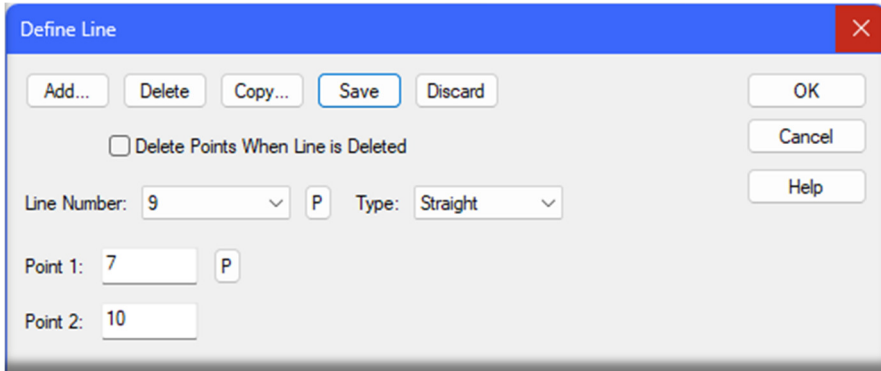 Define Line
Add... Delete Copy... Save Discard OK
Delete Points When Line is Deleted Cancel
Line Number: 9 P Type: Straight Help
Point 1: 7 P
Point 2: 10